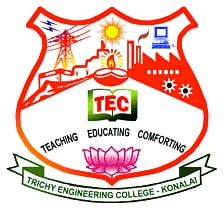 TEC
TEACHING EDUCATING COMFORTING
TRICHY ENGINEERING COLLEGE - KONALAI